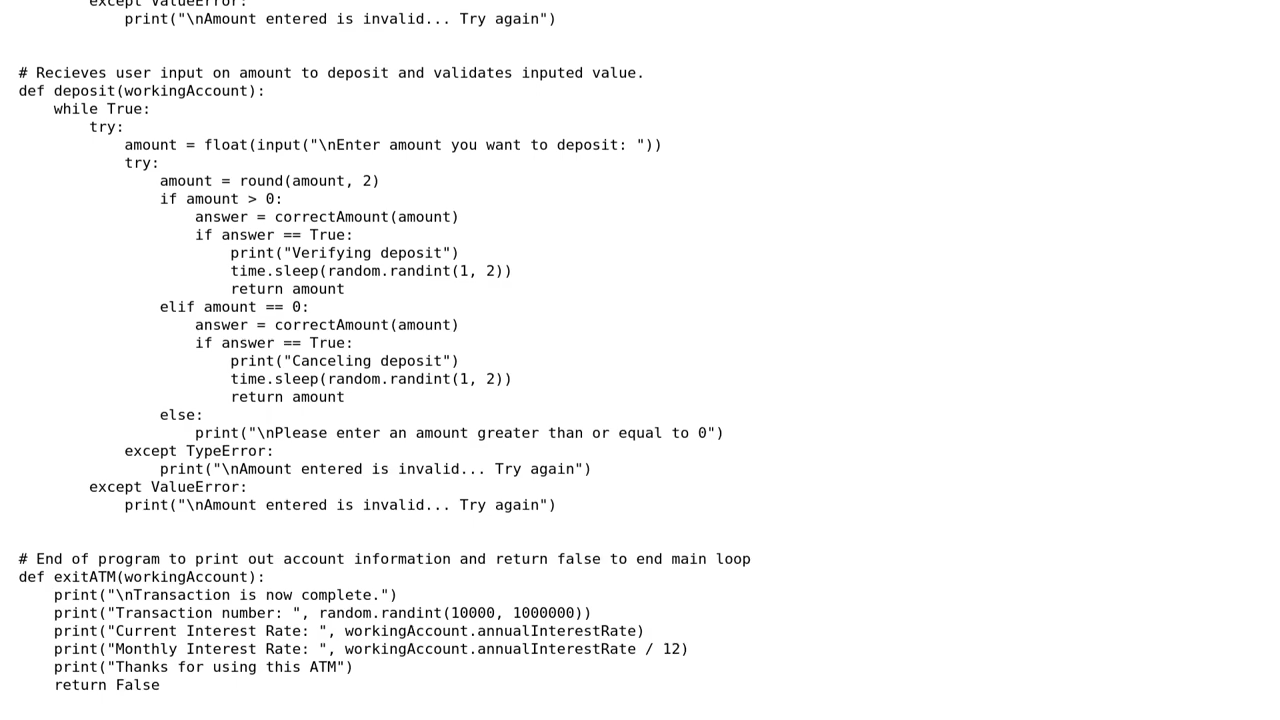 except ValueError:
            print("\nAmount entered is invalid... Try again")


# Recieves user input on amount to deposit and validates inputed value.
def deposit(workingAccount):
    while True:
        try:
            amount = float(input("\nEnter amount you want to deposit: "))
            try:
                amount = round(amount, 2)
                if amount > 0:
                    answer = correctAmount(amount)
                    if answer == True:
                        print("Verifying deposit")
                        time.sleep(random.randint(1, 2))
                        return amount
                elif amount == 0:
                    answer = correctAmount(amount)
                    if answer == True:
                        print("Canceling deposit")
                        time.sleep(random.randint(1, 2))
                        return amount
                else:
                    print("\nPlease enter an amount greater than or equal to 0")
            except TypeError:
                print("\nAmount entered is invalid... Try again")
        except ValueError:
            print("\nAmount entered is invalid... Try again")


# End of program to print out account information and return false to end main loop
def exitATM(workingAccount):
    print("\nTransaction is now complete.")
    print("Transaction number: ", random.randint(10000, 1000000))
    print("Current Interest Rate: ", workingAccount.annualInterestRate)
    print("Monthly Interest Rate: ", workingAccount.annualInterestRate / 12)
    print("Thanks for using this ATM")
    return False